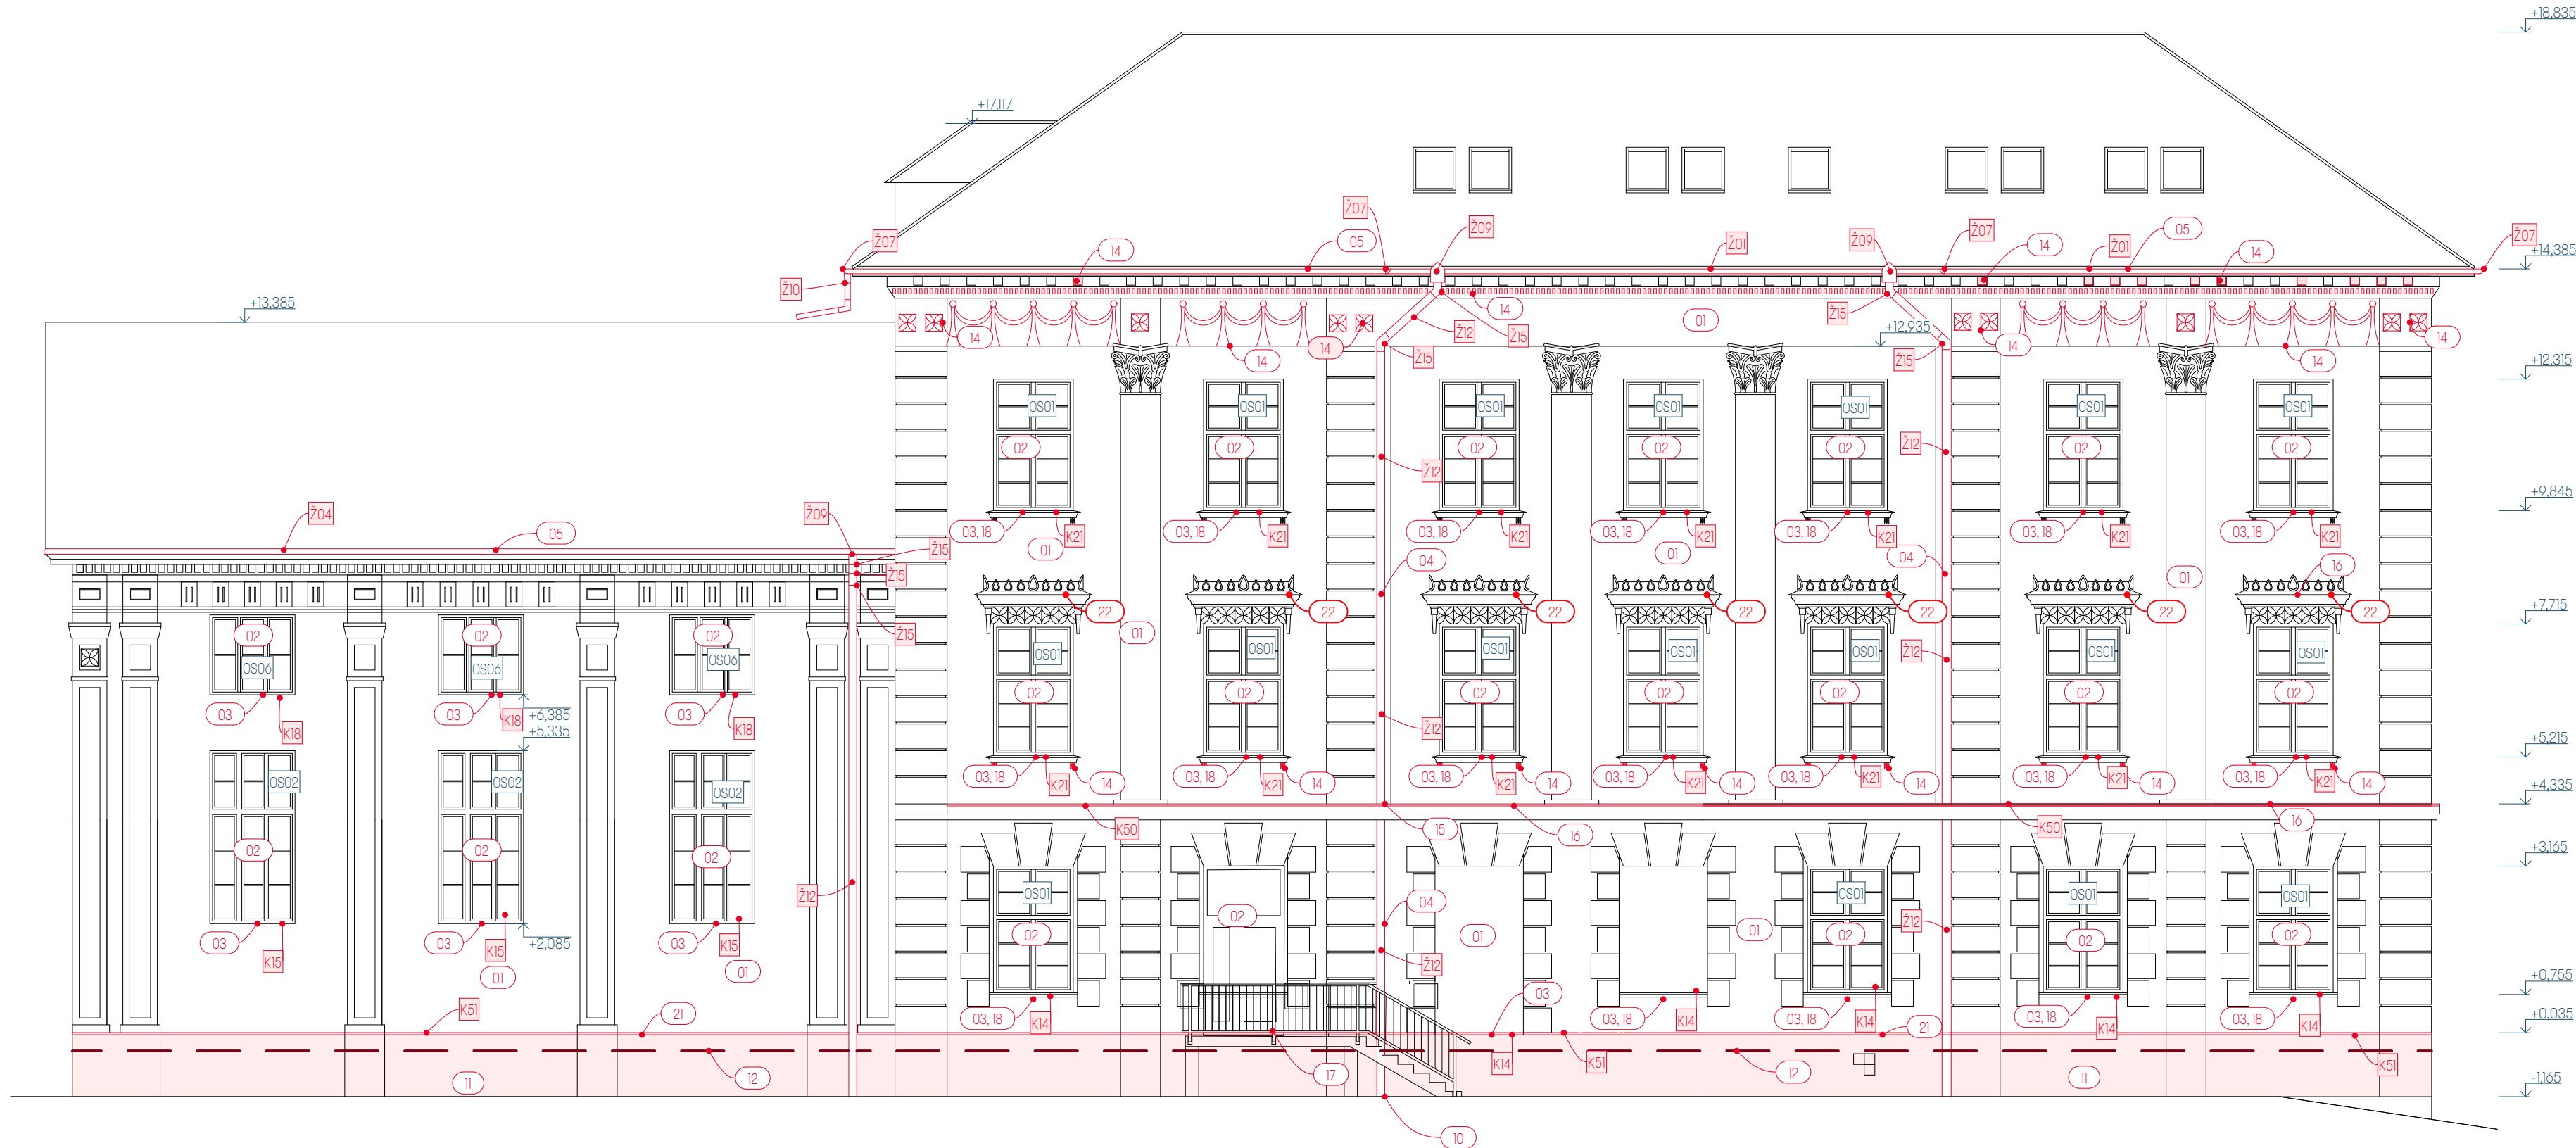 +18,835
+17,117
Ž07
Ž09
Ž07
05
Ž07
Ž09
Ž01
Ž07
14
Ž01
05
14
Ž07
14
+14,385
Ž10
+13,385
14
01
Ž15
+12,935
14
14
14
Ž12
Ž15
Ž15
Ž15
14
14
14
+12,315
OS01
OS01
OS01
OS01
OS01
OS01
OS01
02
02
02
02
02
Ž12
02
02
Ž12
+9,845
Ž04
05
Ž09
03, 18
K21
03, 18
K21
03, 18
K21
03, 18
K21
03, 18
K21
03, 18
K21
03, 18
K21
Ž15
01
01
04
04
01
16
Ž15
22
22
22
22
22
22
22
+7,715
02
02
02
Ž15
01
OS06
OS06
OS06
OS01
OS01
OS01
OS01
OS01
Ž12
OS01
OS01
02
02
02
02
02
02
02
03
K18
03
K18
+6,385
03
K18
+5,335
Ž12
+5,215
OS02
OS02
OS02
03, 18
K21
14
03, 18
K21
14
03, 18
K21
14
03, 18
K21
14
03, 18
K21
14
03, 18
K21
14
03, 18
K21
14
+4,335
K50
15
16
K50
16
02
02
02
+3,165
Ž12
OS01
OS01
OS01
OS01
02
04
02
01
01
02
Ž12
02
02
03
K15
03
K15
+2,085
03
K15
01
01
Ž12
03
+0,755
03, 18
K14
03, 18
K14
03, 18
K14
03, 18
K14
03, 18
K14
K51
21
21
+0,035
K14
K51
K51
11
12
17
12
11
-1,165
10